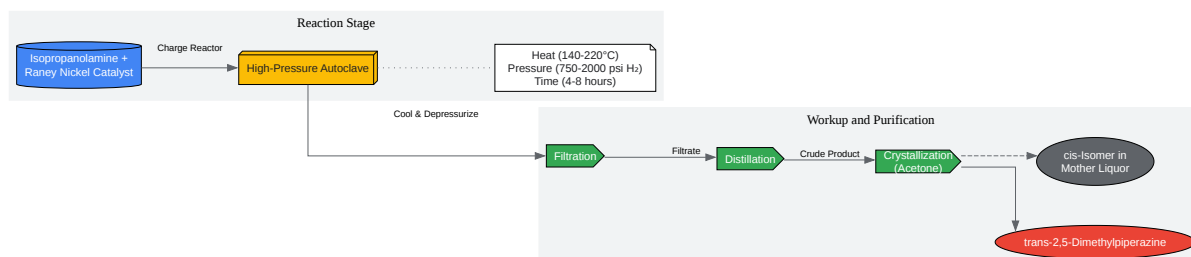 Reaction Stage
Isopropanolamine +
Raney Nickel Catalyst
Charge Reactor
High-Pressure Autoclave
Heat (140-220°C)
Pressure (750-2000 psi H₂)
Time (4-8 hours)
Cool & Depressurize
Workup and Purification
Filtration
Filtrate
Distillation
Crude Product
Crystallization
(Acetone)
cis-Isomer in
Mother Liquor
trans-2,5-Dimethylpiperazine